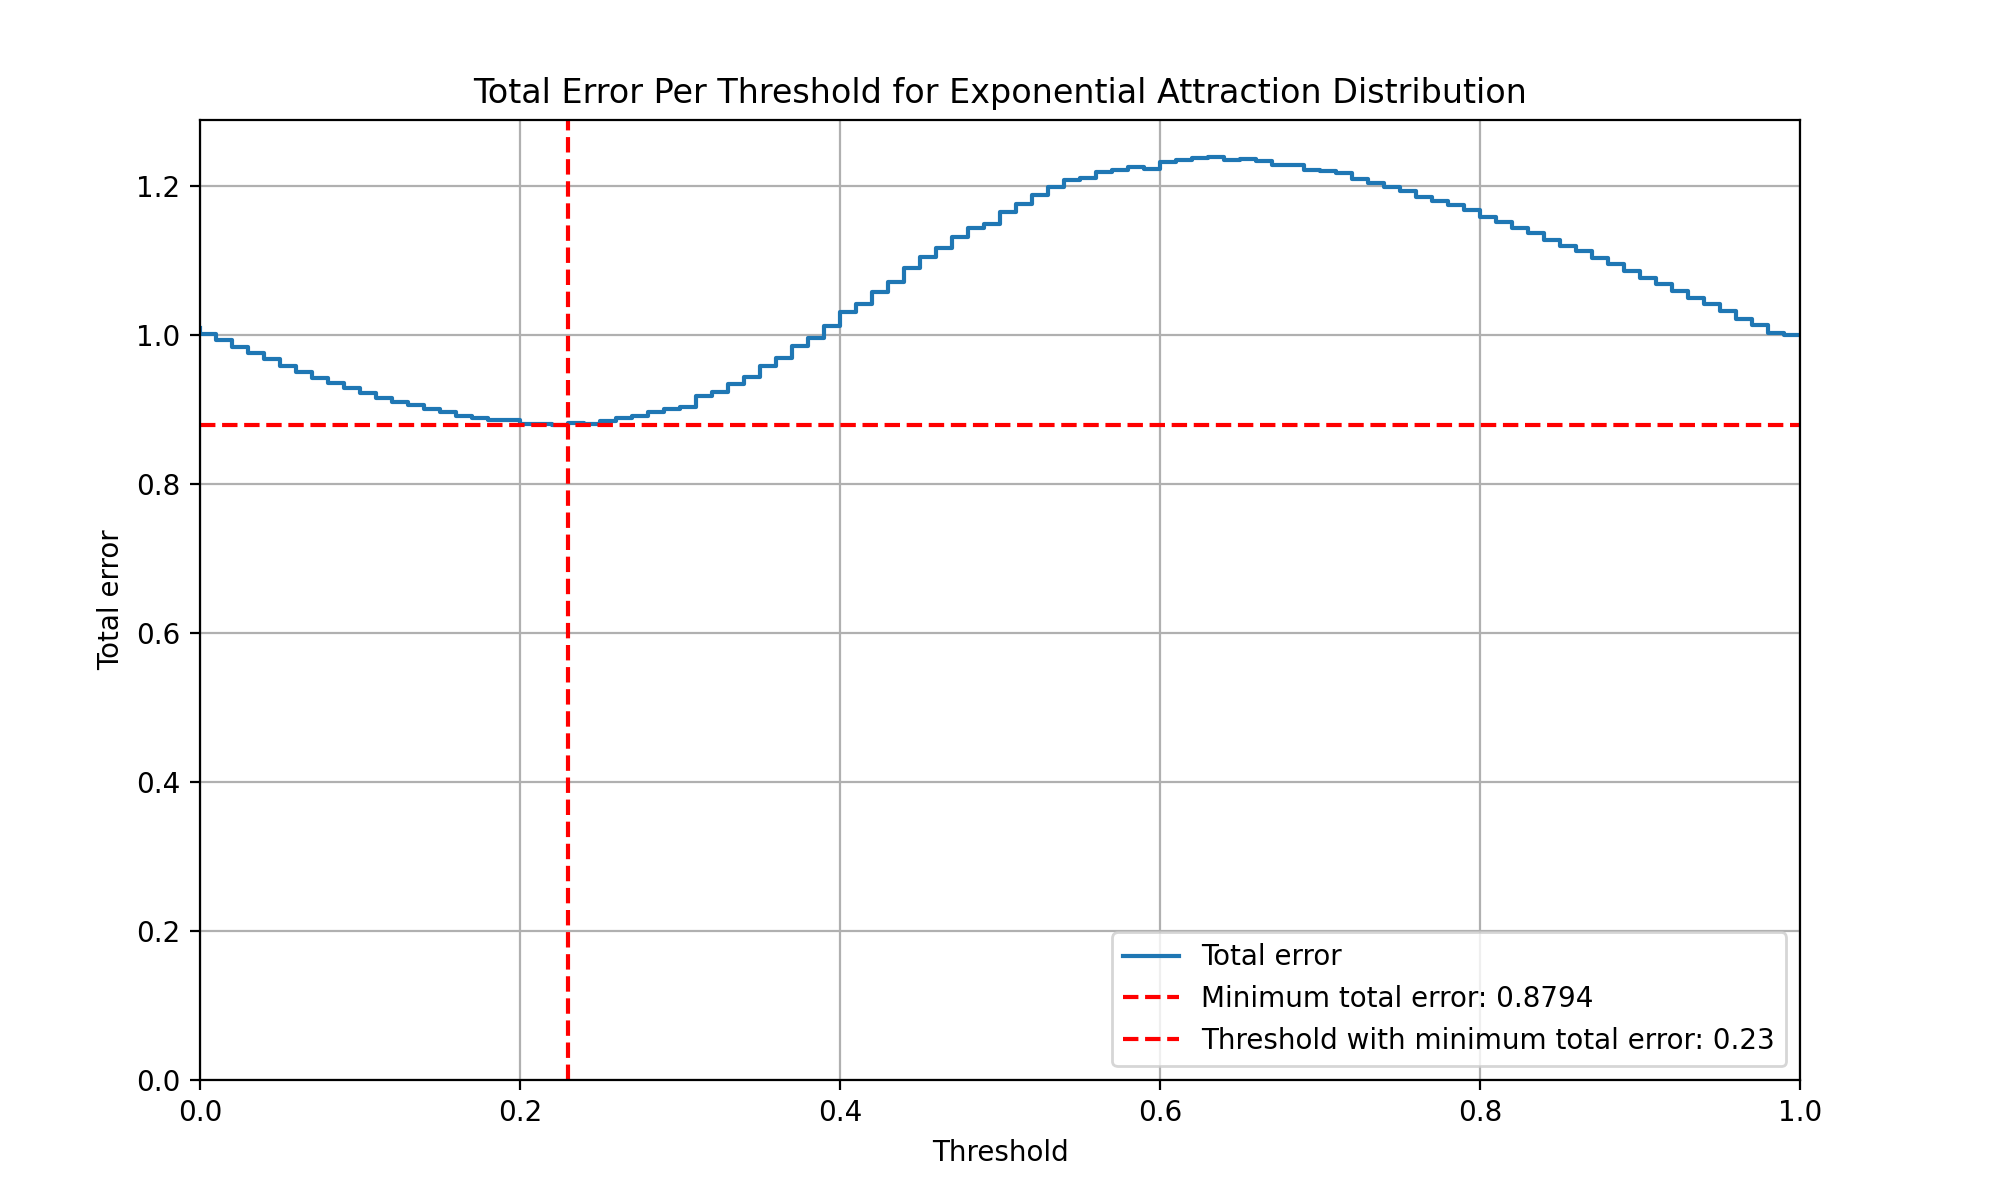 Total Error Per Threshold for Exponential Attraction Distribution
1.2
1.0
0.8
0.6
0.4
0.2
0.0
Total error
0.0 0.2 0.4 0.6 0.8 1.0
Threshold
Total error
Minimum total error: 0.8794
Threshold with minimum total error: 0.23